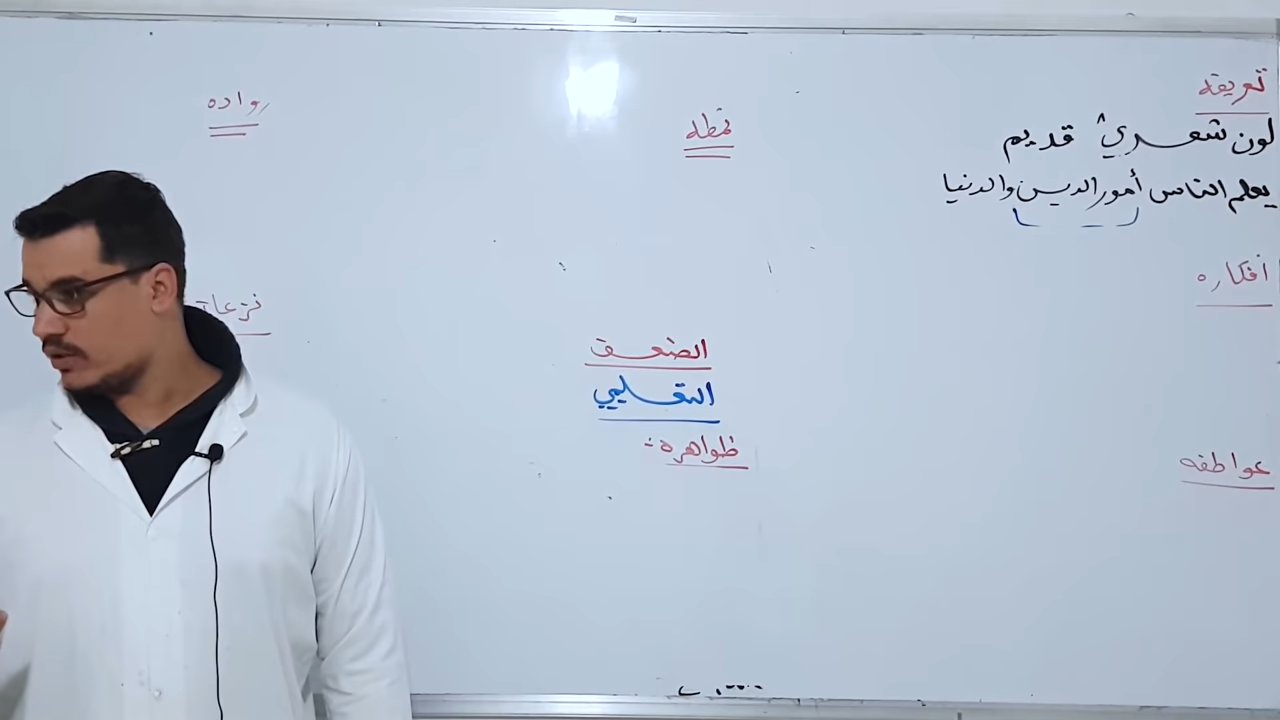 تعريفه
لون شعري قديم
يعلم الناس أمور الدين والدنيا
أفكاره
عواطفه
نمطه
الضعف
التعليمي
ظواهره:
رواده
نزعات